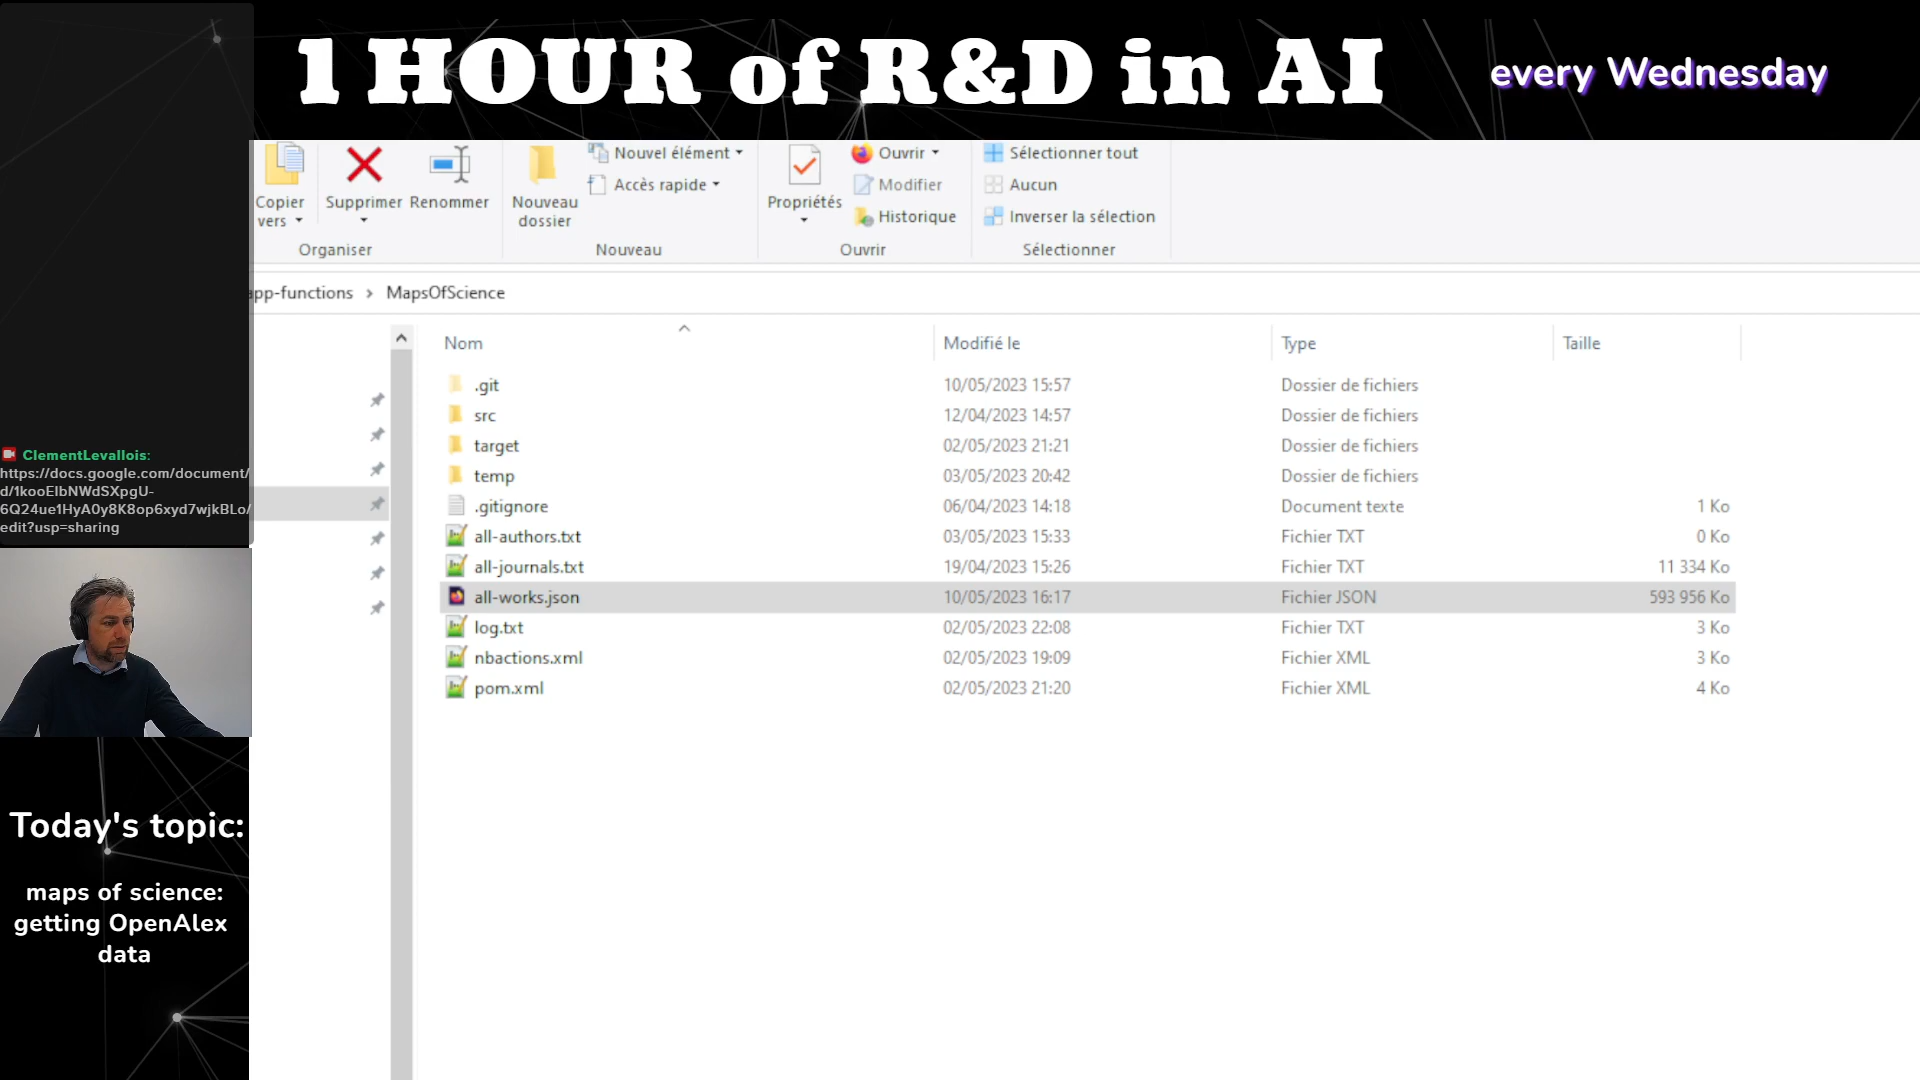 1 HOUR of R&D in AI
every Wednesday
Copier
vers
Supprimer
Renommer
Organiser
Nouveau
dossier
Nouvel élément
Accès rapide
Nouveau
Propriétés
Ouvrir
Modifier
Historique
Ouvrir
Sélectionner tout
Aucun
Inverser la sélection
Sélectionner
app-functions > MapsOfScience
Nom Modifié le Type Taille
.git 10/05/2023 15:57 Dossier de fichiers
src 12/04/2023 14:57 Dossier de fichiers
target 02/05/2023 21:21 Dossier de fichiers
temp 03/05/2023 20:42 Dossier de fichiers
.gitignore 06/04/2023 14:18 Document texte 1 Ko
all-authors.txt 03/05/2023 15:33 Fichier TXT 0 Ko
all-journals.txt 19/04/2023 15:26 Fichier TXT 11 334 Ko
all-works.json 10/05/2023 16:17 Fichier JSON 593 956 Ko
log.txt 02/05/2023 22:08 Fichier TXT 3 Ko
nbactions.xml 02/05/2023 19:09 Fichier XML 3 Ko
pom.xml 02/05/2023 21:20 Fichier XML 4 Ko
ClementLevallois:
https://docs.google.com/document/
d/1kooElbNWdSXpgU-
6Q24ue1HyA0y8K8op6xyd7wjkBLo/
edit?usp=sharing
Today's topic:
maps of science:
getting OpenAlex
data